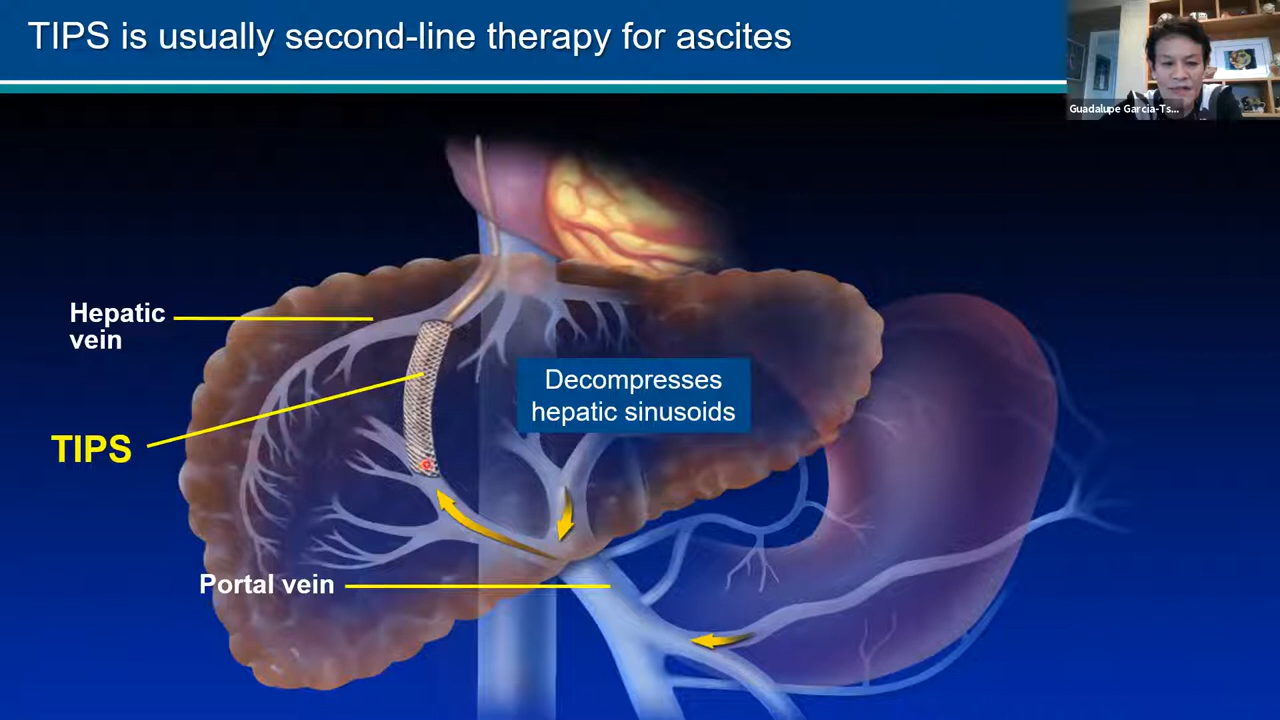 TIPS is usually second-line therapy for ascites
Guadalupe Garcia-Ts...
Hepatic
vein
Decompresses
hepatic sinusoids
TIPS
Portal vein